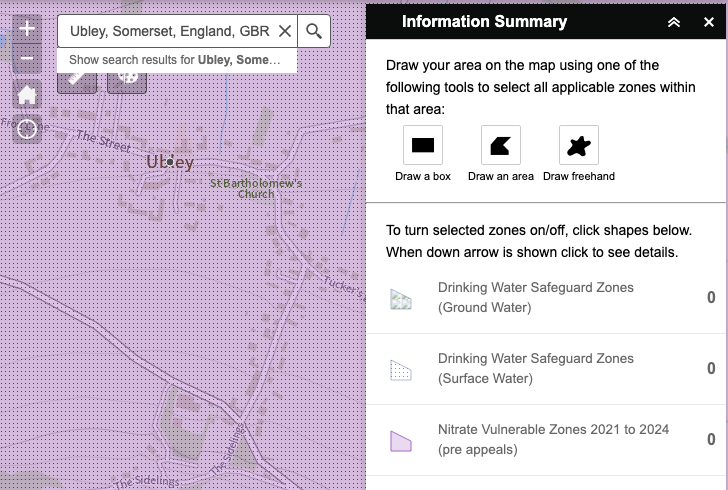 Ubley, Somerset, England, GBR
Show search results for Ubley, Some...
The Street
Ubley
St Bartholomew's
Church
Tucker's
The Sidelings
The Sidelings
Information Summary
Draw your area on the map using one of the
following tools to select all applicable zones within
that area:
Draw a box
Draw an area
Draw freehand
To turn selected zones on/off, click shapes below.
When down arrow is shown click to see details.
Drinking Water Safeguard Zones
(Ground Water)
0
Drinking Water Safeguard Zones
(Surface Water)
0
Nitrate Vulnerable Zones 2021 to 2024
(pre appeals)
0